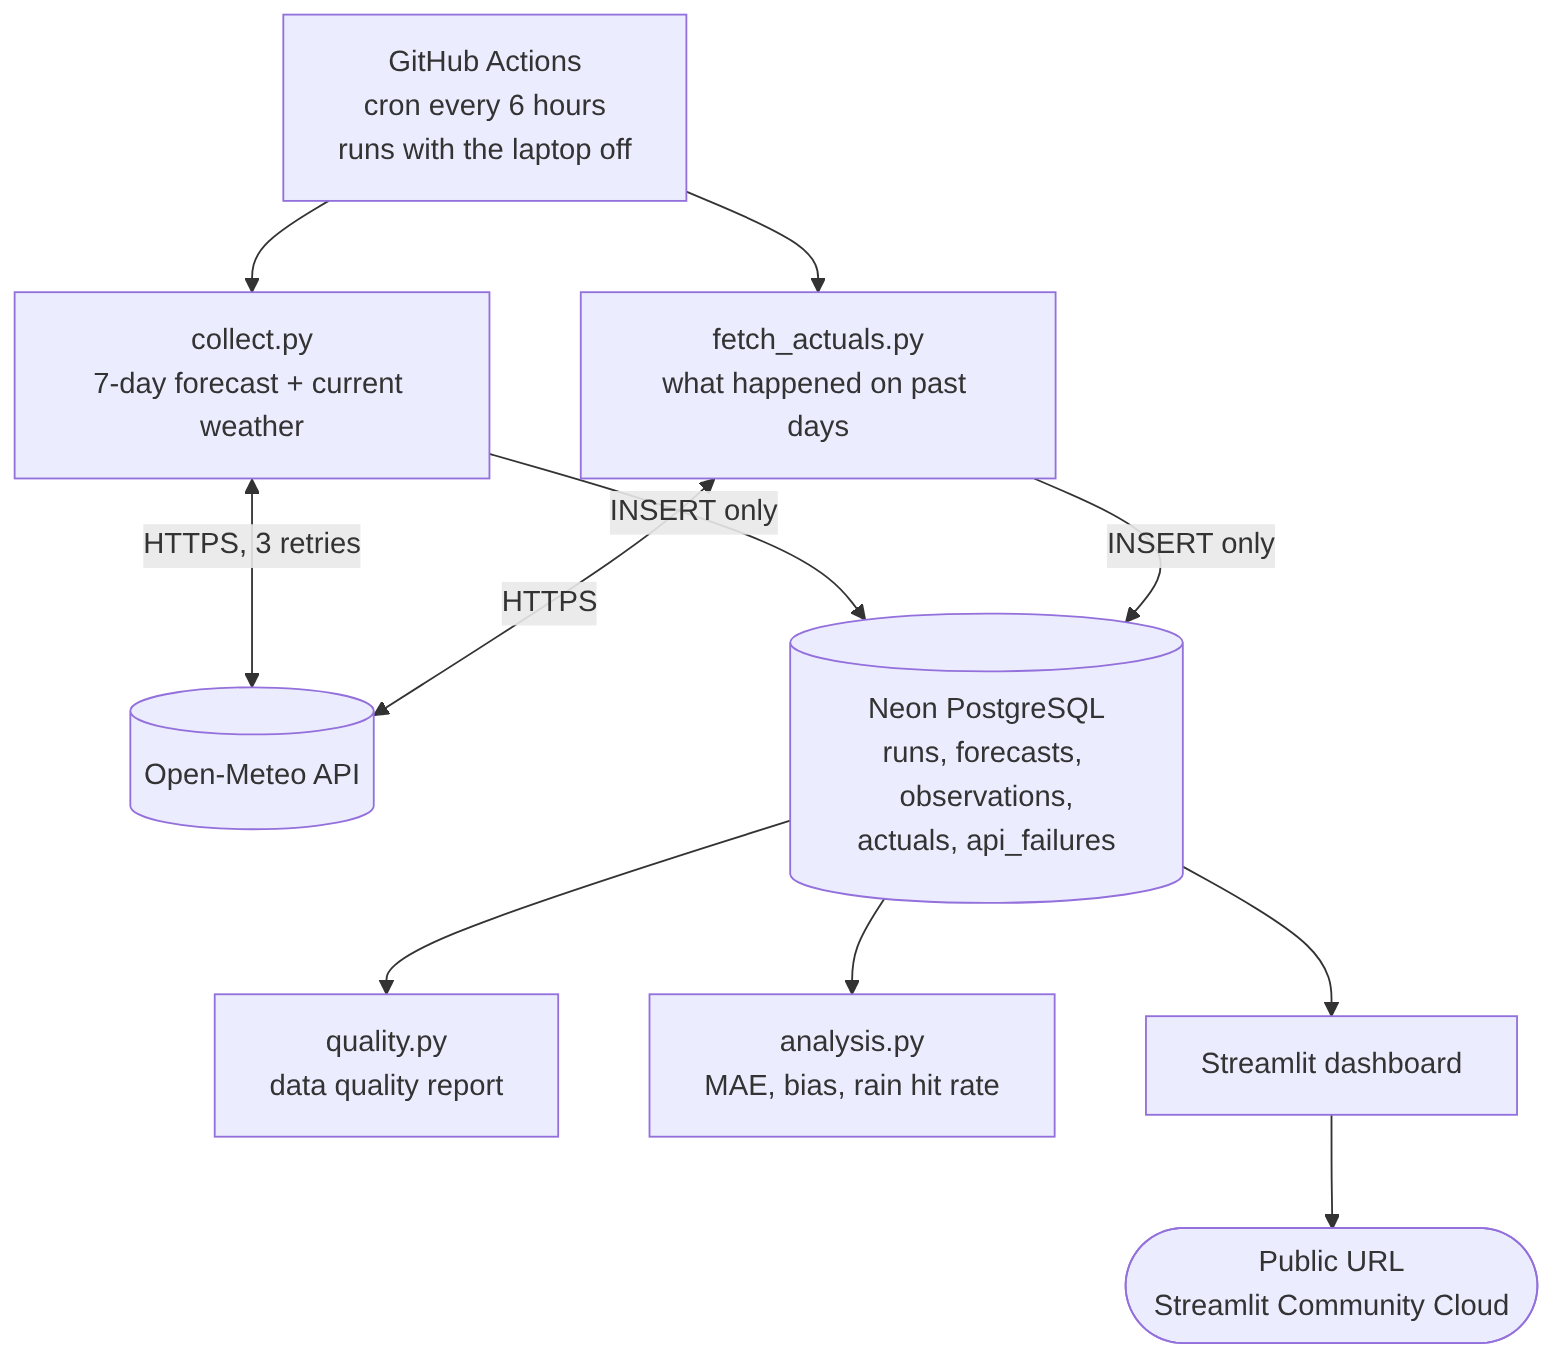 GitHub Actions
cron every 6 hours
runs with the laptop off
collect.py
7-day forecast + current
weather
fetch_actuals.py
what happened on past
days
INSERT only
HTTPS, 3 retries
INSERT only
HTTPS
Open-Meteo API
Neon PostgreSQL
runs, forecasts,
observations,
actuals, api_failures
quality.py
data quality report
analysis.py
MAE, bias, rain hit rate
Streamlit dashboard
Public URL
Streamlit Community Cloud